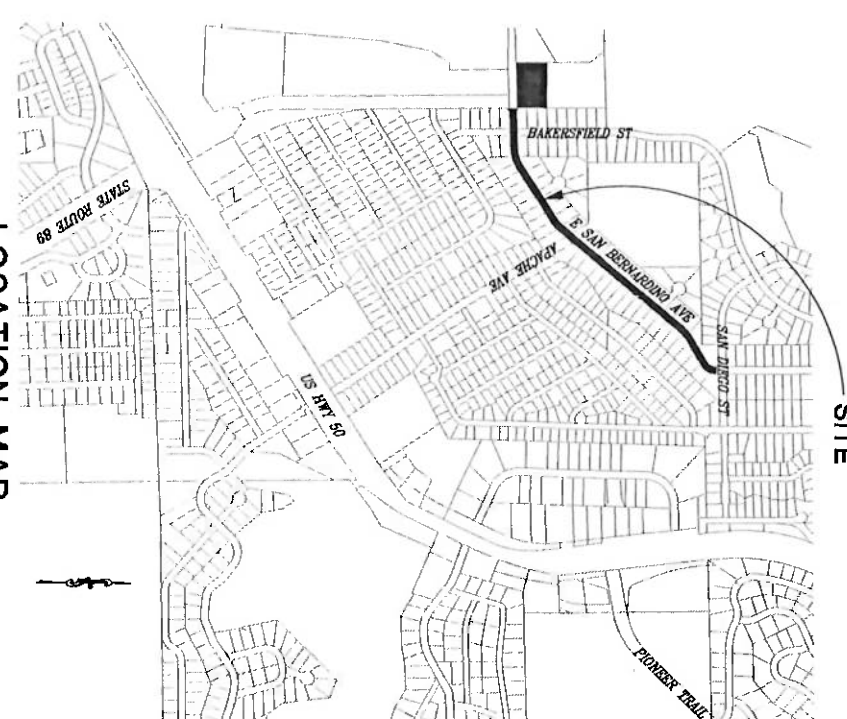 BAKERSFIELD ST
STATE ROUTE 89
E SAN BERNARDINO AVE
APACHE AVE
SAN DIEGO ST
US HWY 50
SITE
LOCATION MAP
PIONEER TRAIL